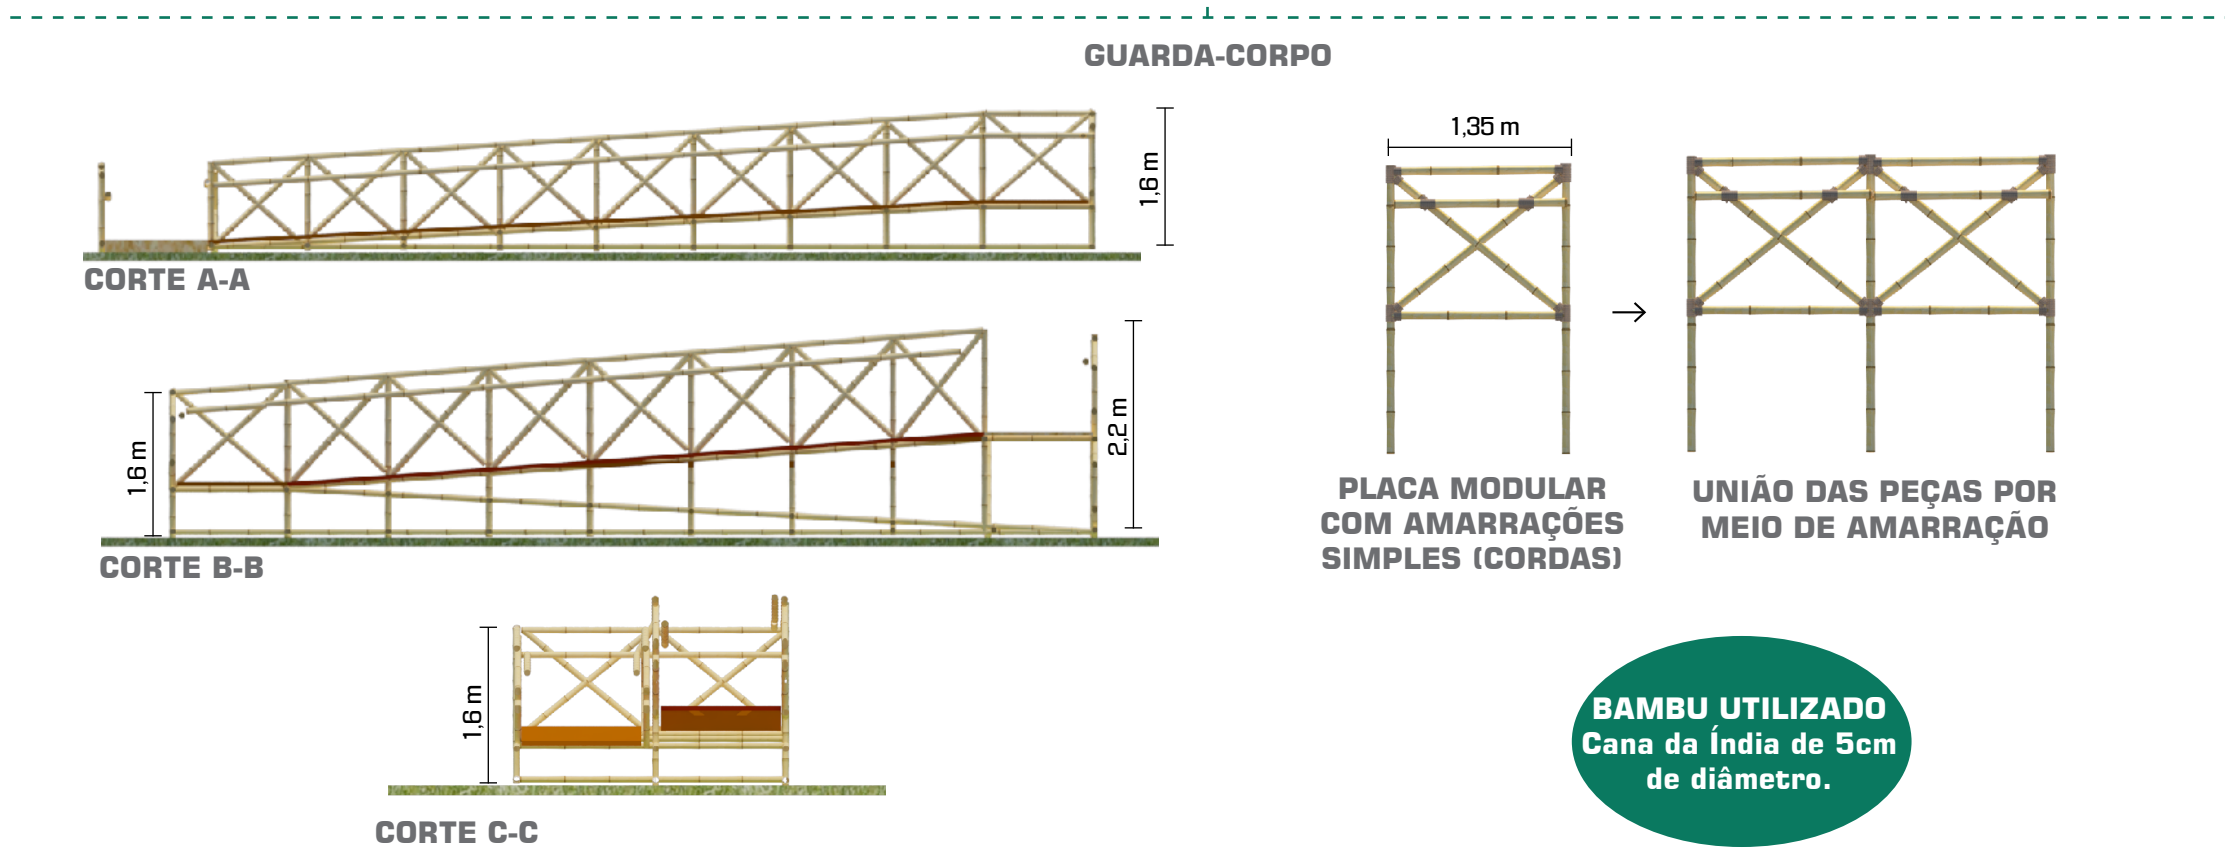 GUARDA-CORPO
1,6 m
CORTE A-A
1,6 m
2,2 m
CORTE B-B
1,6 m
CORTE C-C
1,35 m
PLACA MODULAR
COM AMARRAÇÕES
SIMPLES (CORDAS)
UNIÃO DAS PEÇAS POR
MEIO DE AMARRAÇÃO
BAMBU UTILIZADO
Cana da Índia de 5cm
de diâmetro.